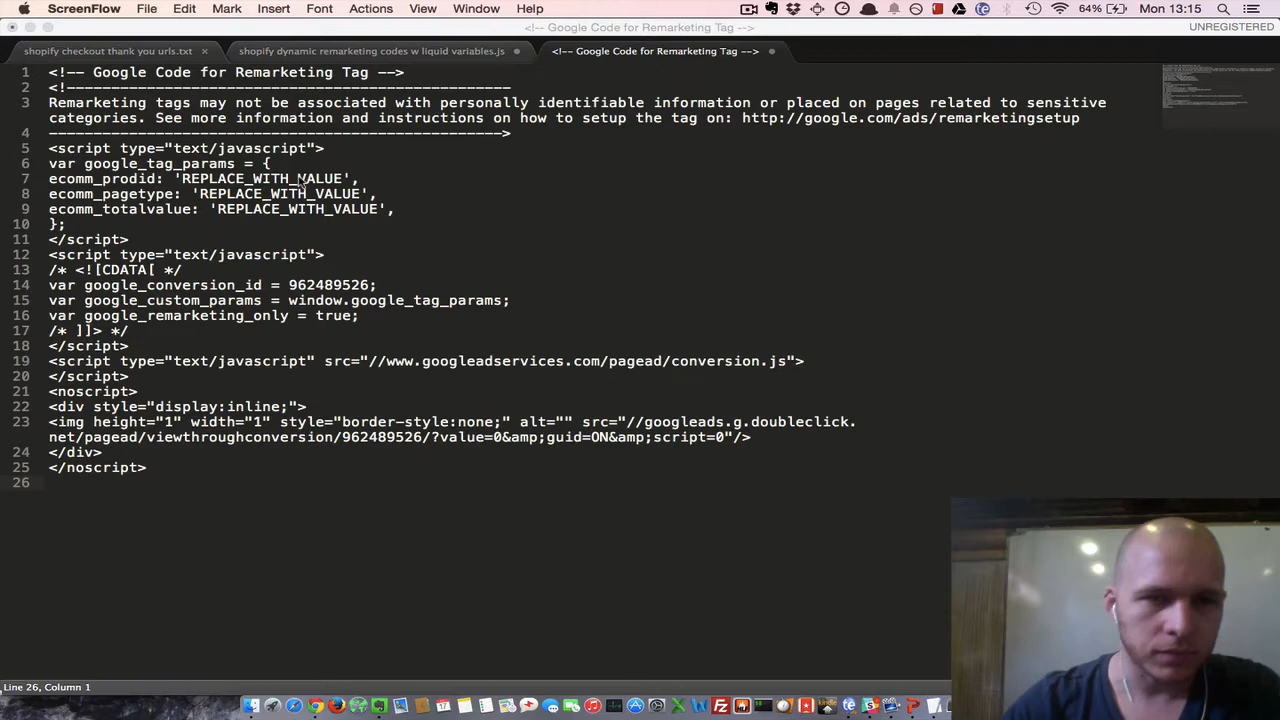 ScreenFlow File Edit Mark Insert Font Actions View Window Help 64% Mon 13:15
<!-- Google Code for Remarketing Tag -->
UNREGISTERED
shopify checkout thank you urls.txt × shopify dynamic remarketing codes w liquid variables.js <!-- Google Code for Remarketing Tag -->
1 <!-- Google Code for Remarketing Tag -->
2 <!--------------------------------------------------
3 Remarketing tags may not be associated with personally identifiable information or placed on pages related to sensitive
categories. See more information and instruction on how to setup the tag on: http://google.com/ads/remarketingsetup
4 --------------------------------------------------->
5 <script type="text/javascript">
6 var google_tag_params = {
7 ecomm_prodid: 'REPLACE_WITH_VALUE',
8 ecomm_pagetype: 'REPLACE_WITH_VALUE',
9 ecomm_totalvalue: 'REPLACE_WITH_VALUE',
10 };
11 </script>
12 <script type="text/javascript">
13 /* <![CDATA[ */
14 var google_conversion_id = 962489526;
15 var google_custom_params = window.google_tag_params;
16 var google_remarketing_only = true;
17 /* ]]> */
18 </script>
19 <script type="text/javascript" src="//www.googleadservices.com/pagead/conversion.js">
20 </script>
21 <noscript>
22 <div style="display:inline;">
23 <img height="1" width="1" style="border-style:none;" alt="" src="//googleads.g.doubleclick.
net/pagead/viewthroughconversion/962489526/?value=0&amp;guid=ON&amp;script=0"/>
24 </div>
25 </noscript>
26
Line 26, Column 1